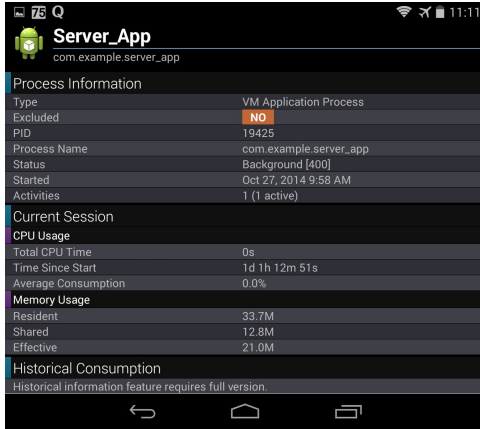 75 Q 11:11
Server_App
com.example.server_app
Process Information
Type VM Application Process
Excluded NO
PID 19425
Process Name com.example.server_app
Status Background [400]
Started Oct 27, 2014 9:58 AM
Activities 1 (1 active)
Current Session
CPU Usage
Total CPU Time 0s
Time Since Start 1d 1h 12m 51s
Average Consumption 0.0%
Memory Usage
Resident 33.7M
Shared 12.8M
Effective 21.0M
Historical Consumption
Historical information feature requires full version.